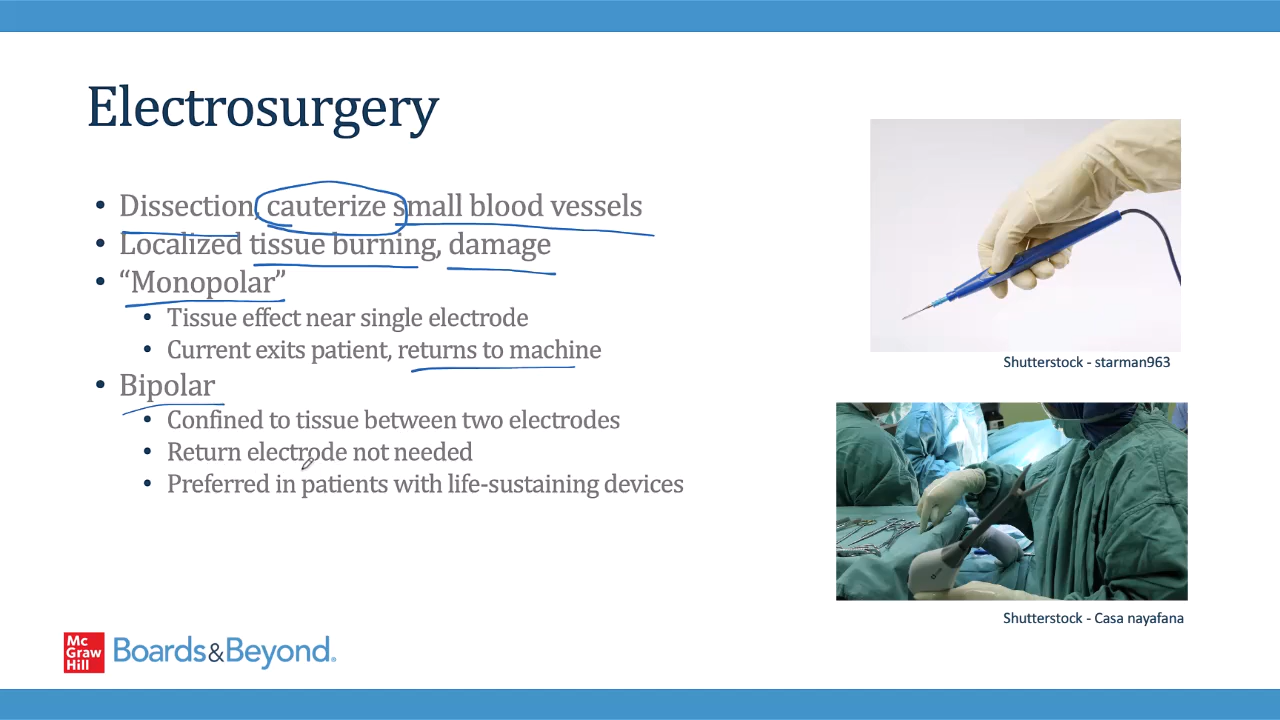 Electrosurgery
• Dissection, cauterize small blood vessels
• Localized tissue burning, damage
• “Monopolar”
• Tissue effect near single electrode
• Current exits patient, returns to machine
• Bipolar
• Confined to tissue between two electrodes
• Return electrode not needed
• Preferred in patients with life-sustaining devices
Shutterstock - starman963
Shutterstock - Casa nayafana
Mc
Graw
Hill
Boards&Beyond®